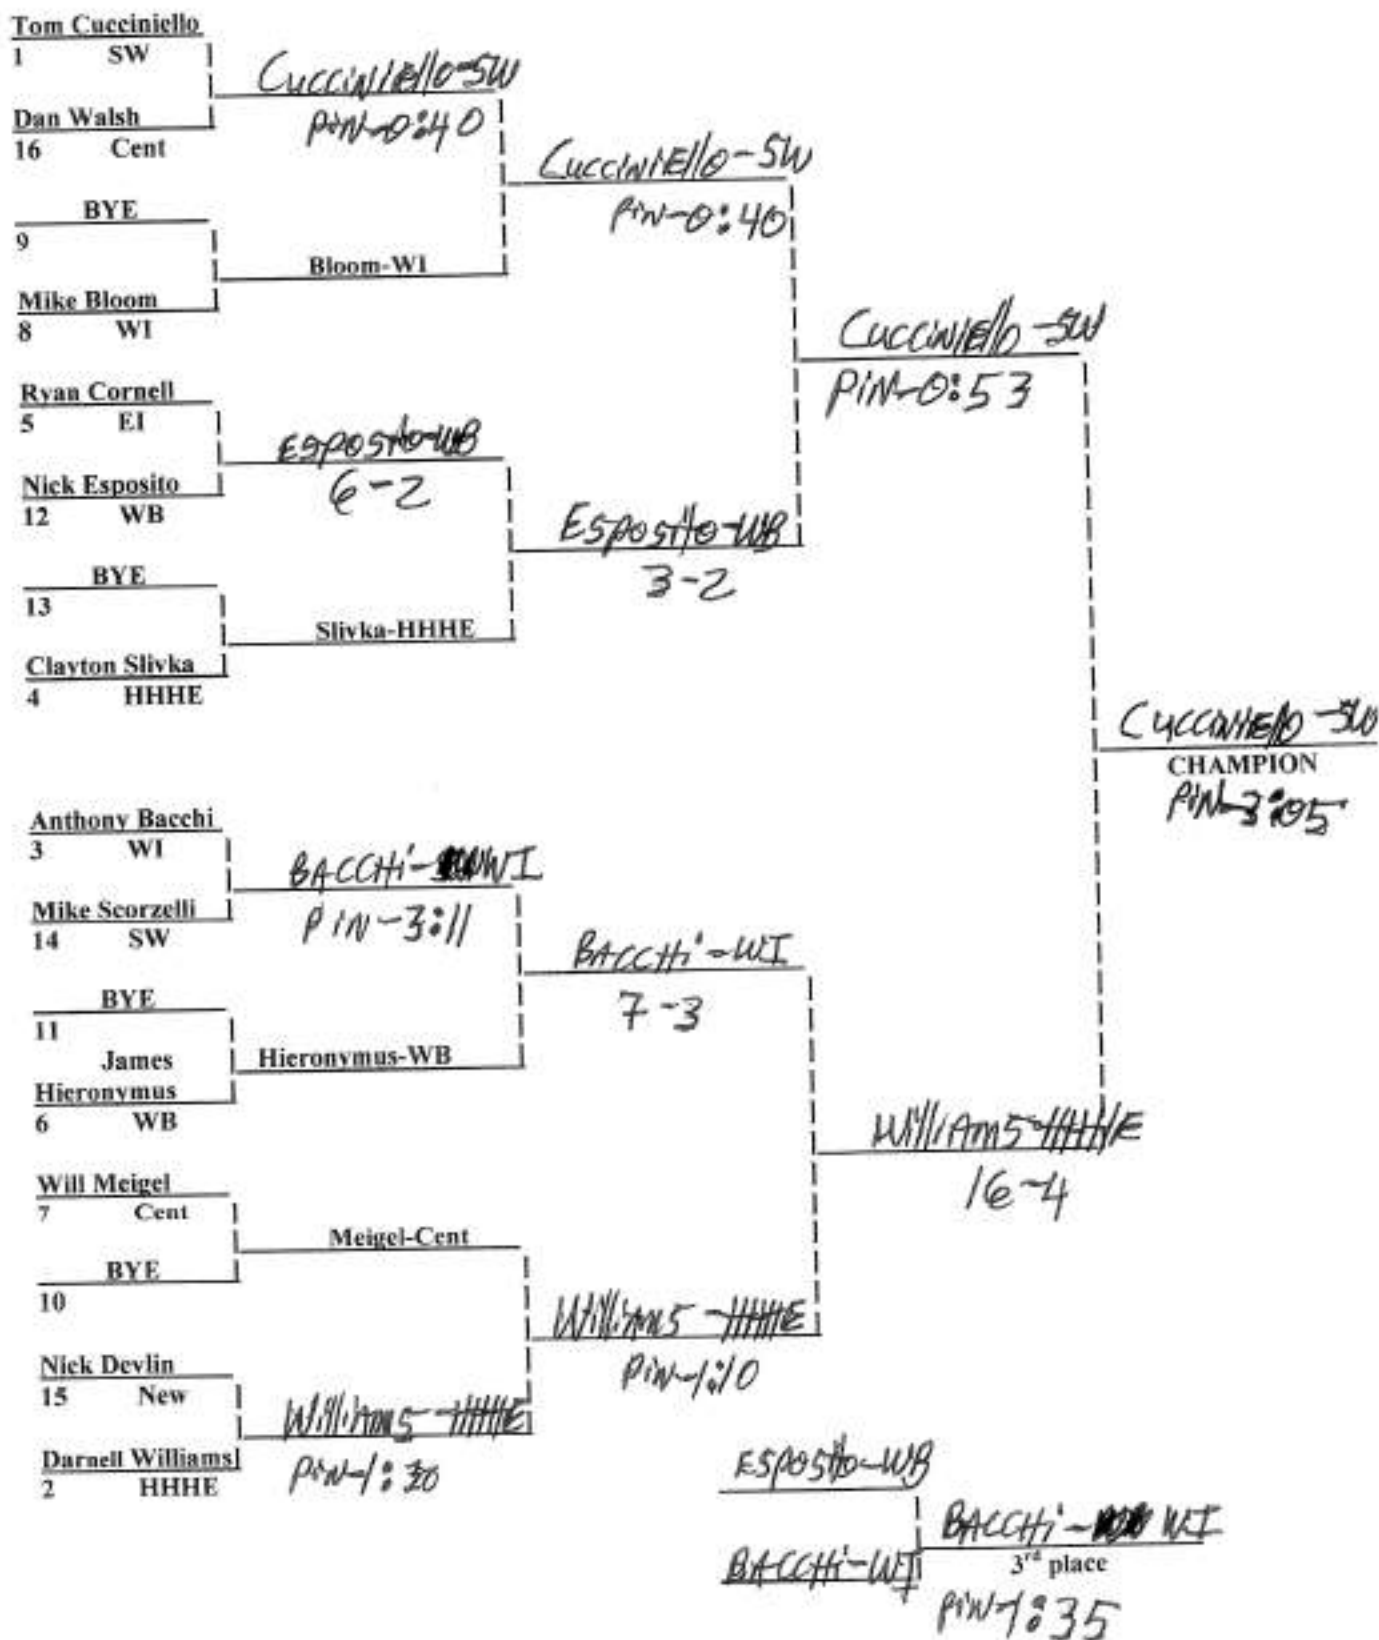 Tom Cucciniello
1 SW
Cucciniello-SW
Pin-0:40
Dan Walsh
16 Cent
Cucciniello-SW
Pin-0:40
BYE
9
Bloom-WI
Mike Bloom
8 WI
Cucciniello-SW
Pin-0:53
Ryan Cornell
5 EI
Esposito-WB
6-2
Nick Esposito
12 WB
Esposito-WB
3-2
BYE
13
Slivka-HHHE
Clayton Slivka
4 HHHE
Cucciniello-SW
CHAMPION
Pin-3:05
Anthony Bacchi
3 WI
Bacchi-WI
Pin-3:11
Mike Scorzelli
14 SW
Bacchi-WI
7-3
BYE
11
James
Hieronymus-WB
Hieronymus
6 WB
Williams-HHHE
16-4
Will Meigel
7 Cent
Meigel-Cent
BYE
10
Williams-HHHE
Pin-1:10
Nick Devlin
15 New
Williams-HHHE
Pin-1:30
Darnell Williams
2 HHHE
Esposito-WB
Bacchi-WI
3rd place
Bacchi-WI
Pin-1:35